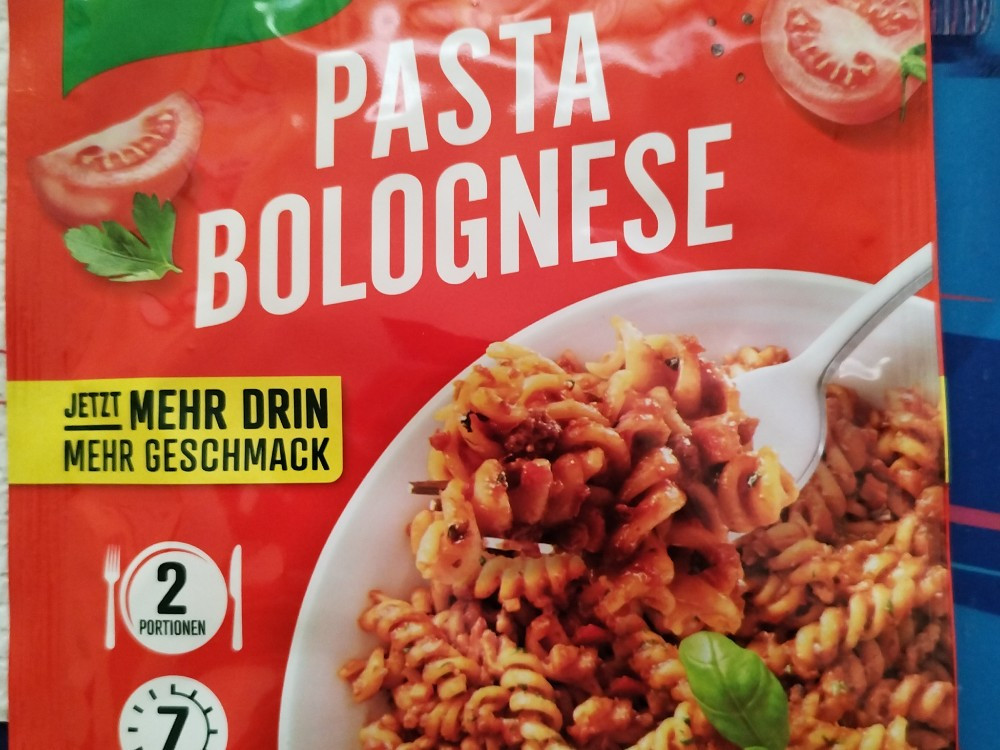 PASTA
BOLOGNESE
JETZT MEHR DRIN
MEHR GESCHMACK
2
PORTIONEN
7